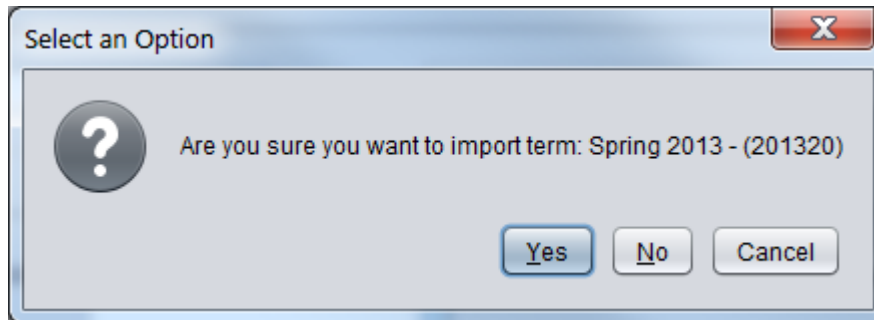 Select an Option
Are you sure you want to import term: Spring 2013 - (201320)
Yes No Cancel